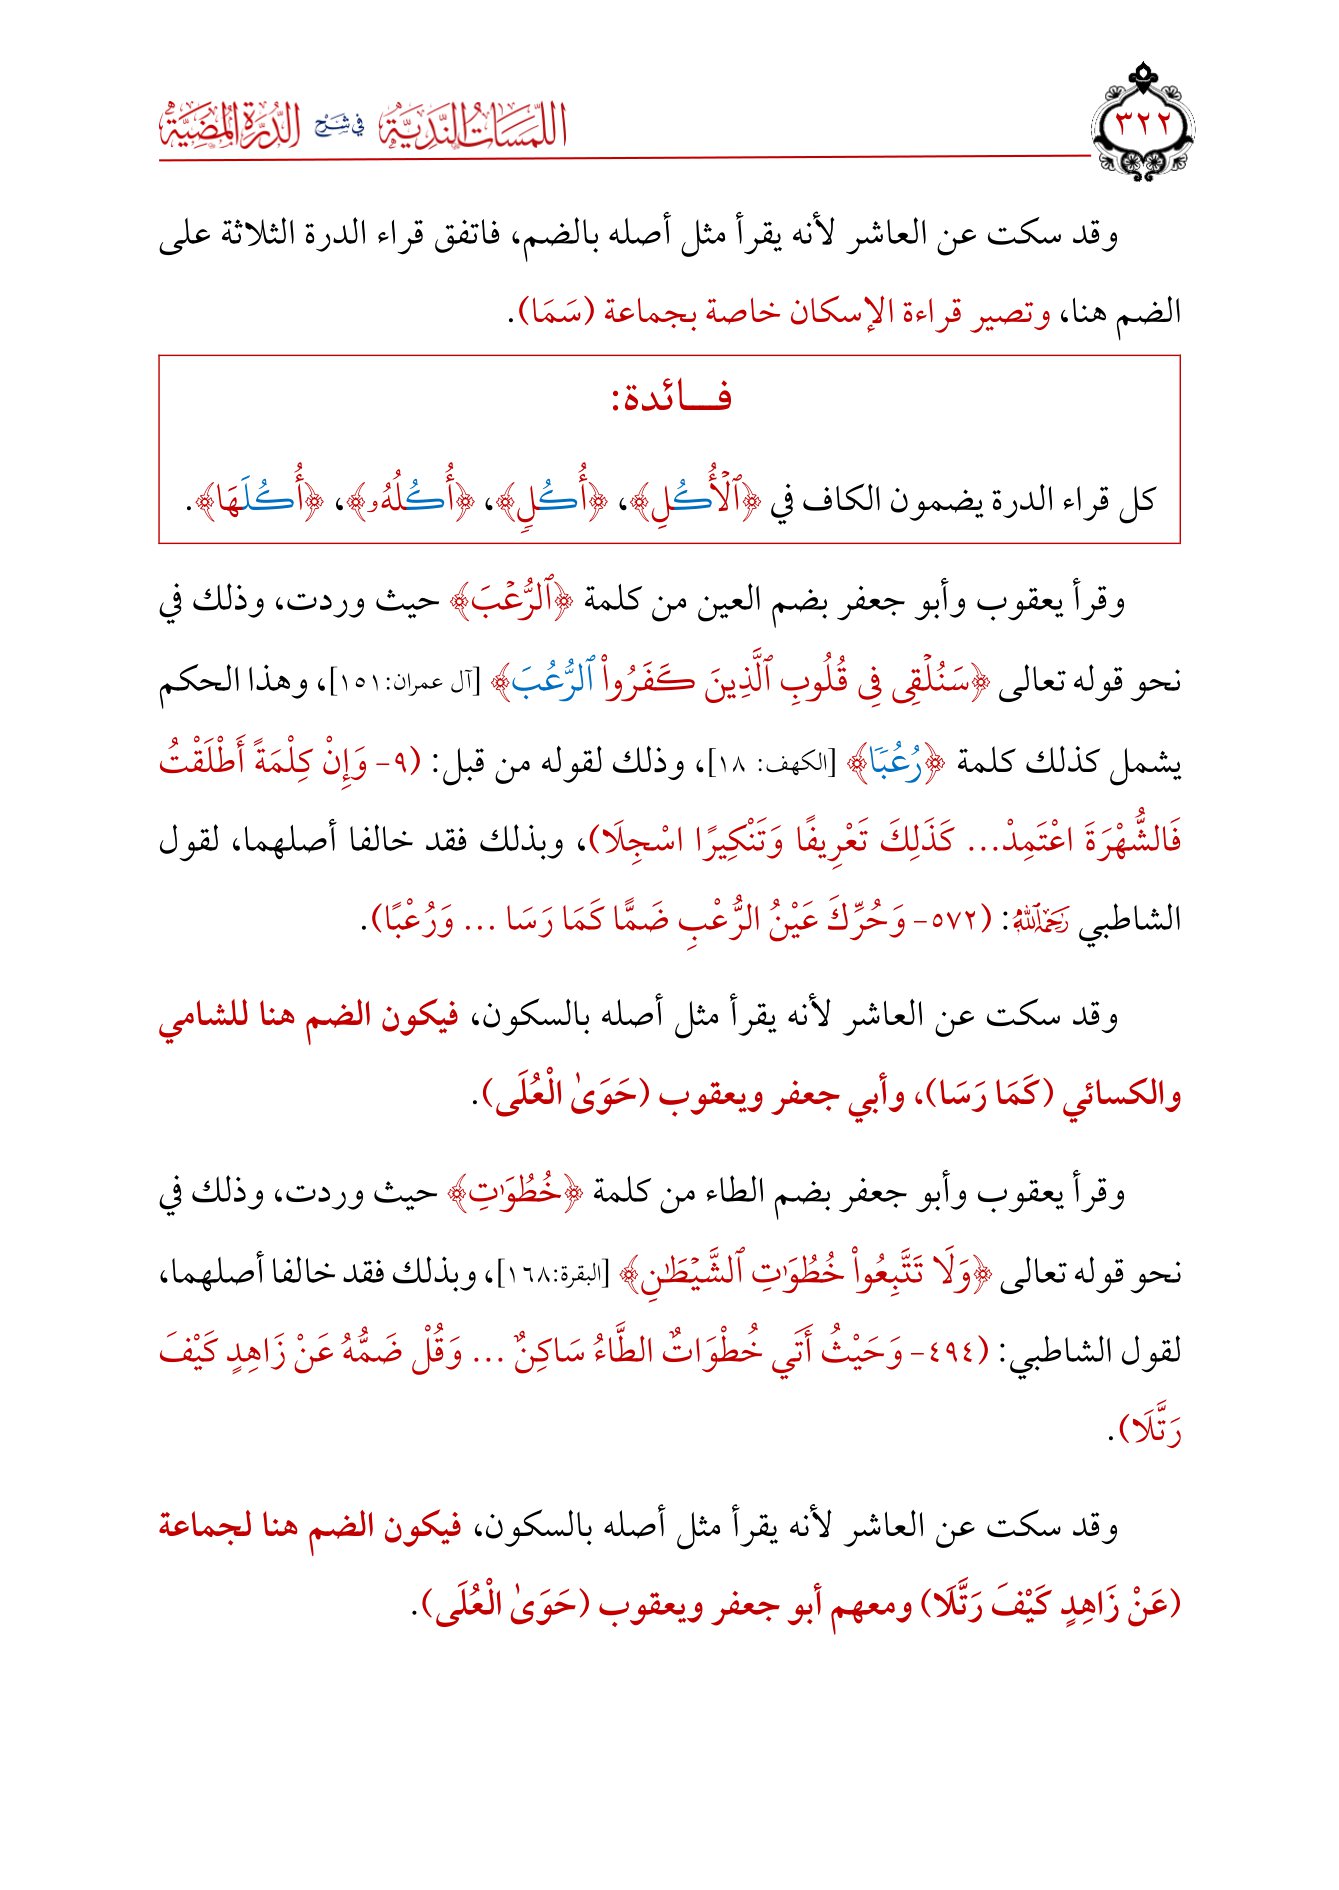 ٣٢٢
اللمسات الندية في شرح الدرة المضية
وقد سكت عن العاشر لأنه يقرأ مثل أصله بالضم، فاتفق قراء الدرة الثلاثة على
الضم هنا، وتصير قراءة الإسكان خاصة بجماعة (سَمَا).
فـــائدة:
كل قراء الدرة يضمون الكاف في ﴿ٱلۡأُكُلِ﴾، ﴿أُكُلٖ﴾، ﴿أُكُلُهُۥ﴾، ﴿أُكُلَهَا﴾.
وقرأ يعقوب وأبو جعفر بضم العين من كلمة ﴿ٱلرُّعۡبَ﴾ حيث وردت، وذلك في
نحو قوله تعالى ﴿سَنُلۡقِي فِي قُلُوبِ ٱلَّذِينَ كَفَرُواْ ٱلرُّعُبَ﴾ [آل عمران:١٥١]، وهذا الحكم
يشمل كذلك كلمة ﴿رُعُبٗا﴾ [الكهف: ١٨]، وذلك لقوله من قبل: (٩- وَإِنْ كِلْمَةً أَطْلَقْتُ
فَالشُّهْرَةَ اعْتَمِدْ... كَذَلِكَ تَعْرِيفًا وَتَنْكِيرًا اسْجِلَا)، وبذلك فقد خالفا أصلهما، لقول
الشاطبي رَحِمَهُ ٱللَّهُ: (٥٧٢- وَحُرِّكَ عَيْنُ الرُّعْبِ ضَمًّا كَمَا رَسَا ... وَرُعْبًا).
وقد سكت عن العاشر لأنه يقرأ مثل أصله بالسكون، فيكون الضم هنا للشامي
والكسائي (كَمَا رَسَا)، وأبي جعفر ويعقوب (حَوَىٰ الْعُلَى).
وقرأ يعقوب وأبو جعفر بضم الطاء من كلمة ﴿خُطُوَٰتِ﴾ حيث وردت، وذلك في
نحو قوله تعالى ﴿وَلَا تَتَّبِعُواْ خُطُوَٰتِ ٱلشَّيۡطَٰنِ﴾ [البقرة:١٦٨]، وبذلك فقد خالفا أصلهما،
لقول الشاطبي: (٤٩٤- وَحَيْثُ أَتَي خُطْوَاتٌ الطَّاءُ سَاكِنٌ ... وَقُلْ ضَمُّهُ عَنْ زَاهِدٍ كَيْفَ
رَتَّلَا).
وقد سكت عن العاشر لأنه يقرأ مثل أصله بالسكون، فيكون الضم هنا لجماعة
(عَنْ زَاهِدٍ كَيْفَ رَتَّلَا) ومعهم أبو جعفر ويعقوب (حَوَىٰ الْعُلَى).